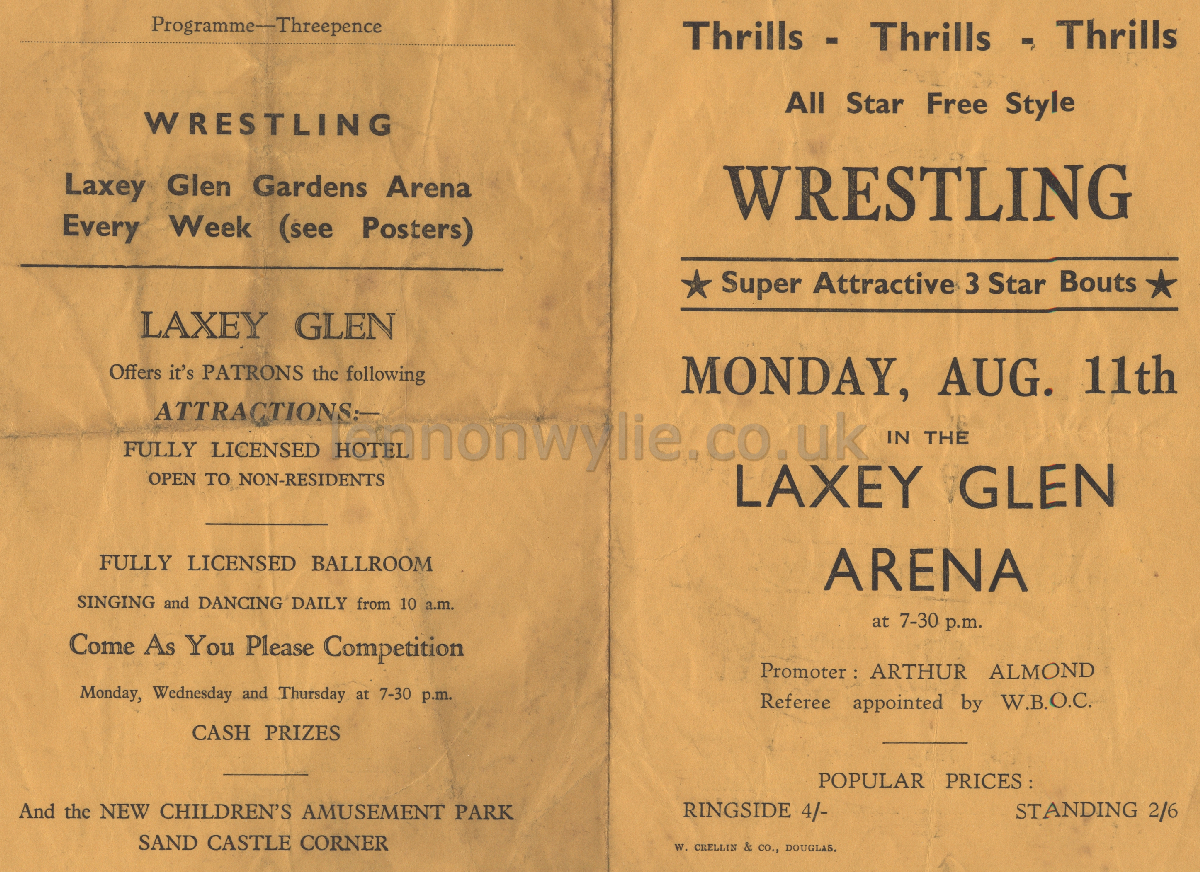 Programme—Threepence
WRESTLING
Laxey Glen Gardens Arena
Every Week (see Posters)
LAXEY GLEN
Offers it's PATRONS the following
ATTRACTIONS:—
FULLY LICENSED HOTEL
OPEN TO NON-RESIDENTS
FULLY LICENSED BALLROOM
SINGING and DANCING DAILY from 10 a.m.
Come As You Please Competition
Monday, Wednesday and Thursday at 7-30 p.m.
CASH PRIZES
And the NEW CHILDREN'S AMUSEMENT PARK
SAND CASTLE CORNER
Thrills - Thrills - Thrills
All Star Free Style
WRESTLING
★ Super Attractive 3 Star Bouts ★
MONDAY, AUG. 11th
IN THE
LAXEY GLEN
ARENA
at 7-30 p.m.
Promoter: ARTHUR ALMOND
Referee appointed by W.B.O.C.
POPULAR PRICES:
RINGSIDE 4/- STANDING 2/6
W. CRELLIN & CO., DOUGLAS.